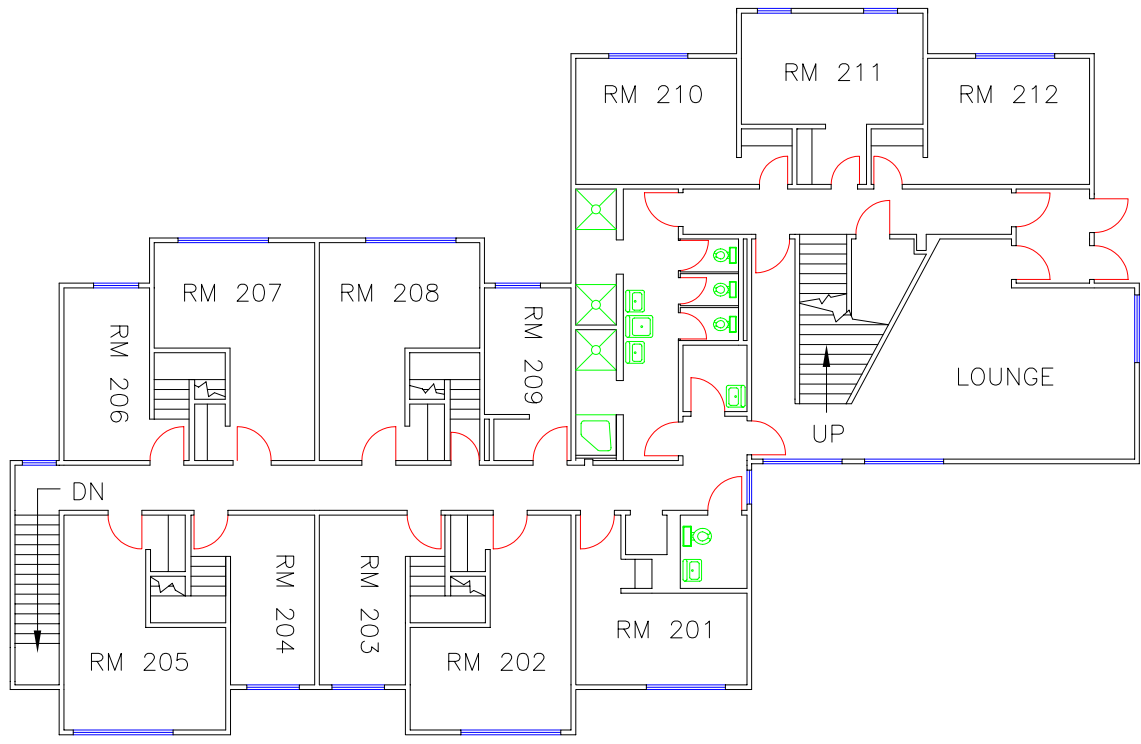 RM 211
RM 210
RM 212
RM 207
RM 208
RM 206
RM 209
LOUNGE
UP
DN
RM 204
RM 203
RM 201
RM 205
RM 202